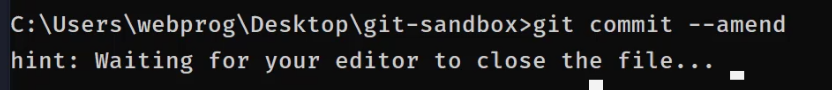 C:\Users\webprog\Desktop\git-sandbox>git commit --amend
hint: Waiting for your editor to close the file...